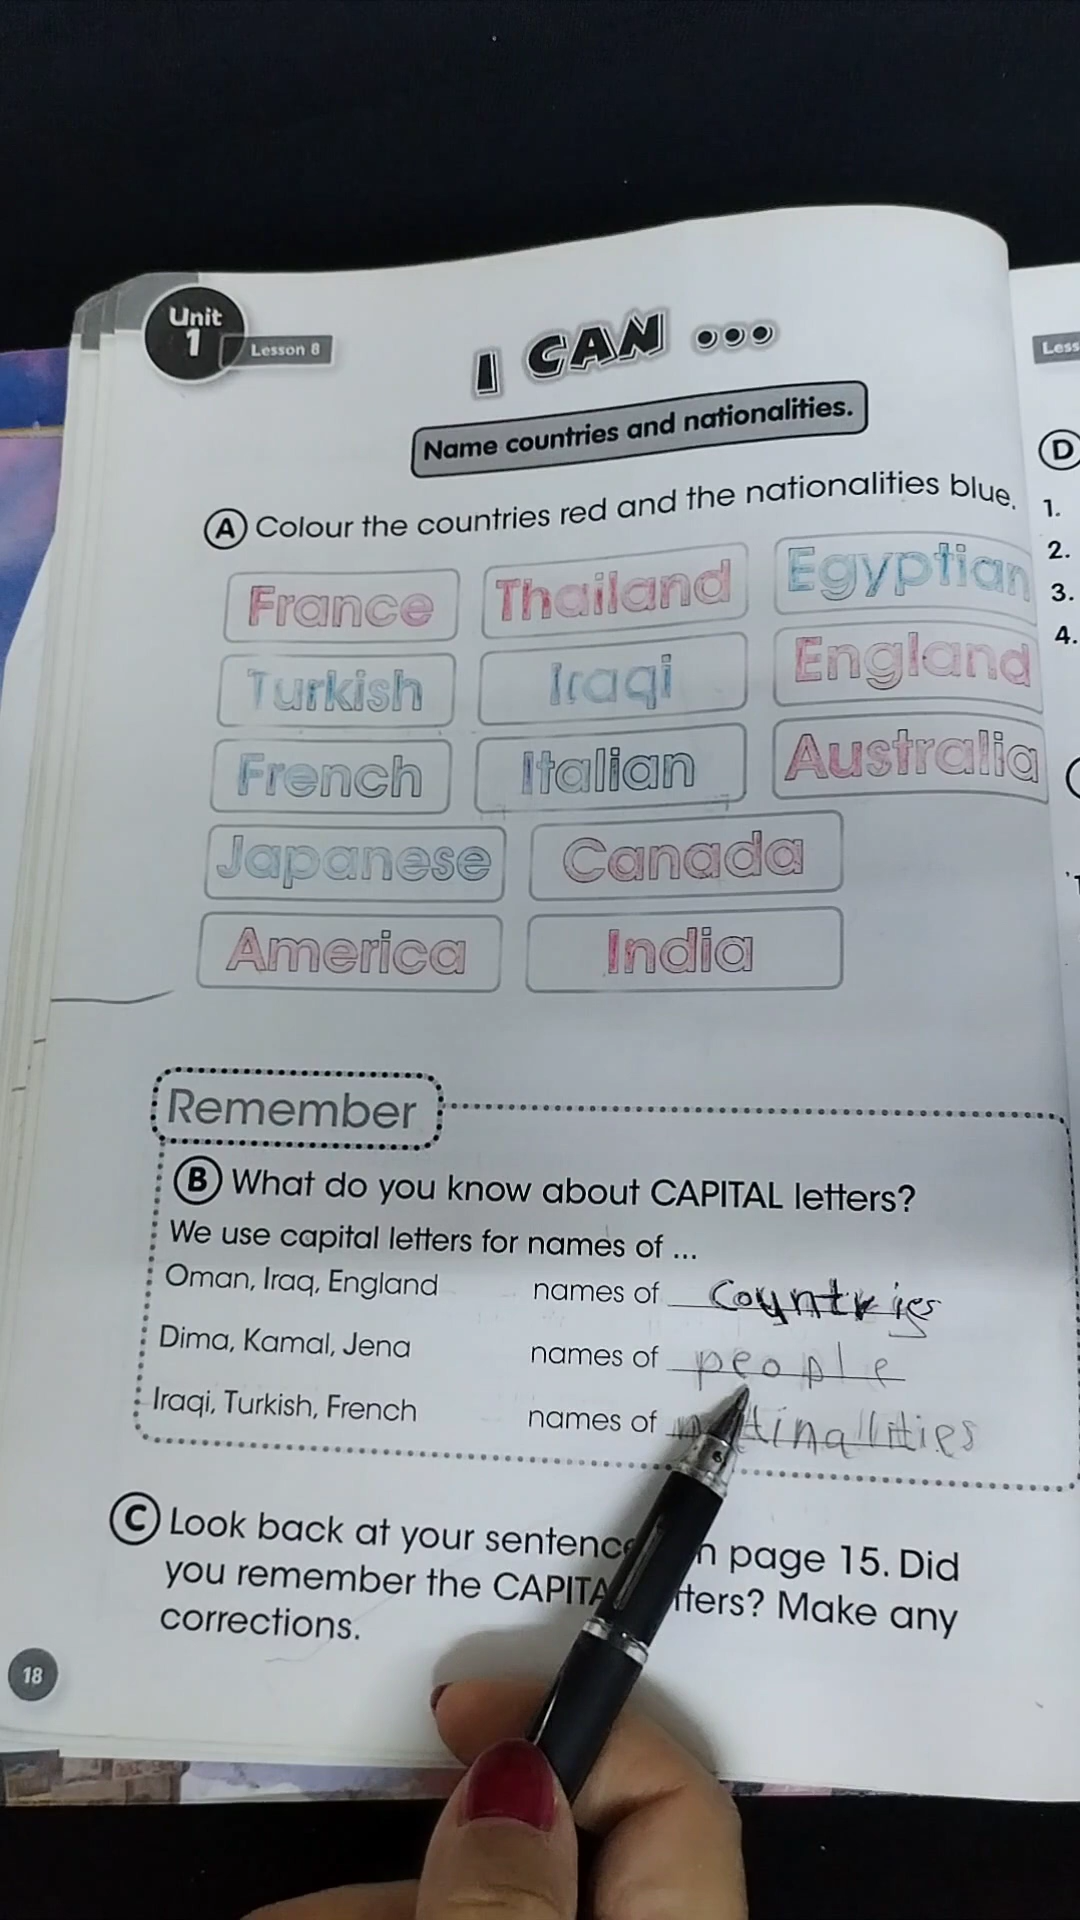 Unit
1
Lesson 8
I CAN ...
Name countries and nationalities.
A Colour the countries red and the nationalities blue.
France Thailand Egyptian
Turkish Iraqi England
French Italian Australia
Japanese Canada
America India
Remember
B What do you know about CAPITAL letters?
We use capital letters for names of ...
Oman, Iraq, England names of countries
Dima, Kamal, Jena names of people
Iraqi, Turkish, French names of
C Look back at your page 15. Did
you remember the Make any
corrections.
18
Less
D
1.
2.
3.
4.